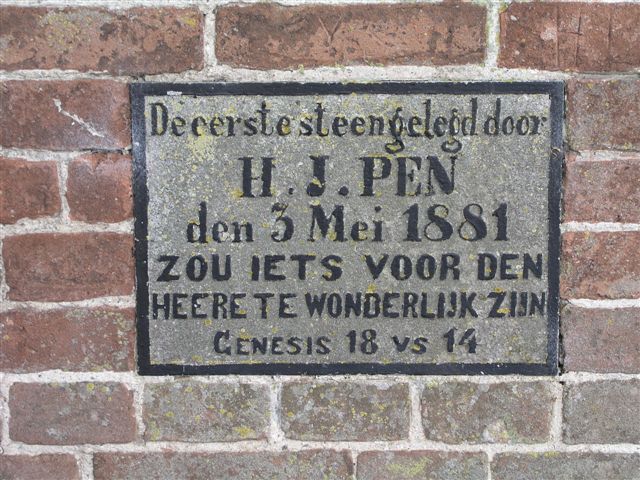 De eerste steen gelegd door
H. J. PEN
den 3 Mei 1881
ZOU IETS VOOR DEN
HEERE TE WONDERLIJK ZIJN
GENESIS 18 VS 14